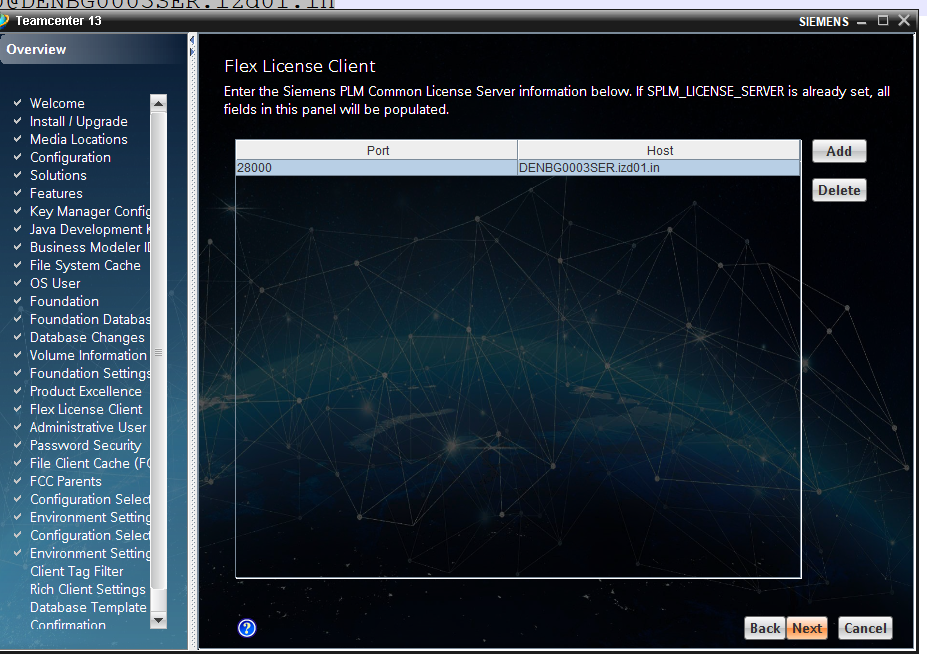 @DENBG0003SER.izd01.in
Teamcenter 13
SIEMENS
Overview
Welcome
Install / Upgrade
Media Locations
Configuration
Solutions
Features
Key Manager Config
Java Development
Business Modeler
File System Cache
OS User
Foundation
Foundation Databas
Database Changes
Volume Information
Foundation Settings
Product Excellence
Flex License Client
Administrative User
Password Security
File Client Cache (FC
FCC Parents
Configuration Select
Environment Setting
Configuration Select
Environment Setting
Client Tag Filter
Rich Client Settings
Database Template
Confirmation
Flex License Client
Enter the Siemens PLM Common License Server information below. If SPLM_LICENSE_SERVER is already set, all
fields in this panel will be populated.
Port Host
28000 DENBG0003SER.izd01.in
Add
Delete
?
Back Next Cancel